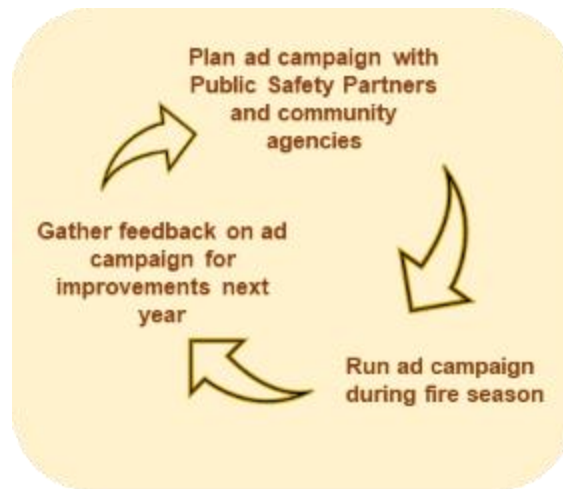 Plan ad campaign with
Public Safety Partners
and community
agencies
Gather feedback on ad
campaign for
improvements next
year
Run ad campaign
during fire season